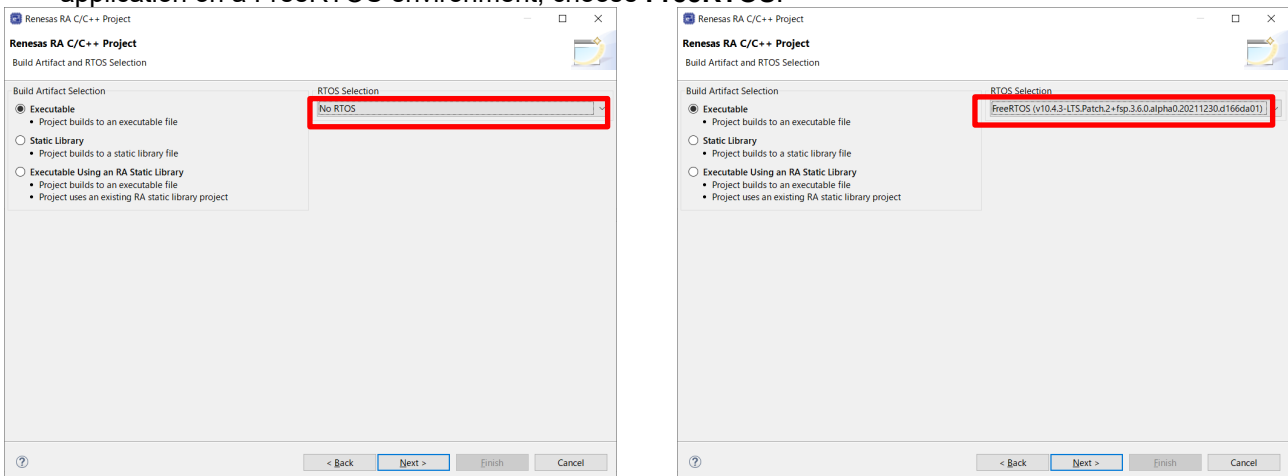 application on a FreeRTOS environment, choose FreeRTOS.
Renesas RA C/C++ Project
Renesas RA C/C++ Project
Build Artifact and RTOS Selection
Build Artifact Selection
Executable
• Project builds to an executable file
Static Library
• Project builds to a static library file
Executable Using an RA Static Library
• Project builds to an executable file
• Project uses an existing RA static library project
RTOS Selection
No RTOS
< Back
Next >
Finish
Cancel
Renesas RA C/C++ Project
Renesas RA C/C++ Project
Build Artifact and RTOS Selection
Build Artifact Selection
Executable
• Project builds to an executable file
Static Library
• Project builds to a static library file
Executable Using an RA Static Library
• Project builds to an executable file
• Project uses an existing RA static library project
RTOS Selection
FreeRTOS (v10.4.3-LTS.Patch.2+fsp.3.6.0.alpha0.20211230.d166da01)
< Back
Next >
Finish
Cancel